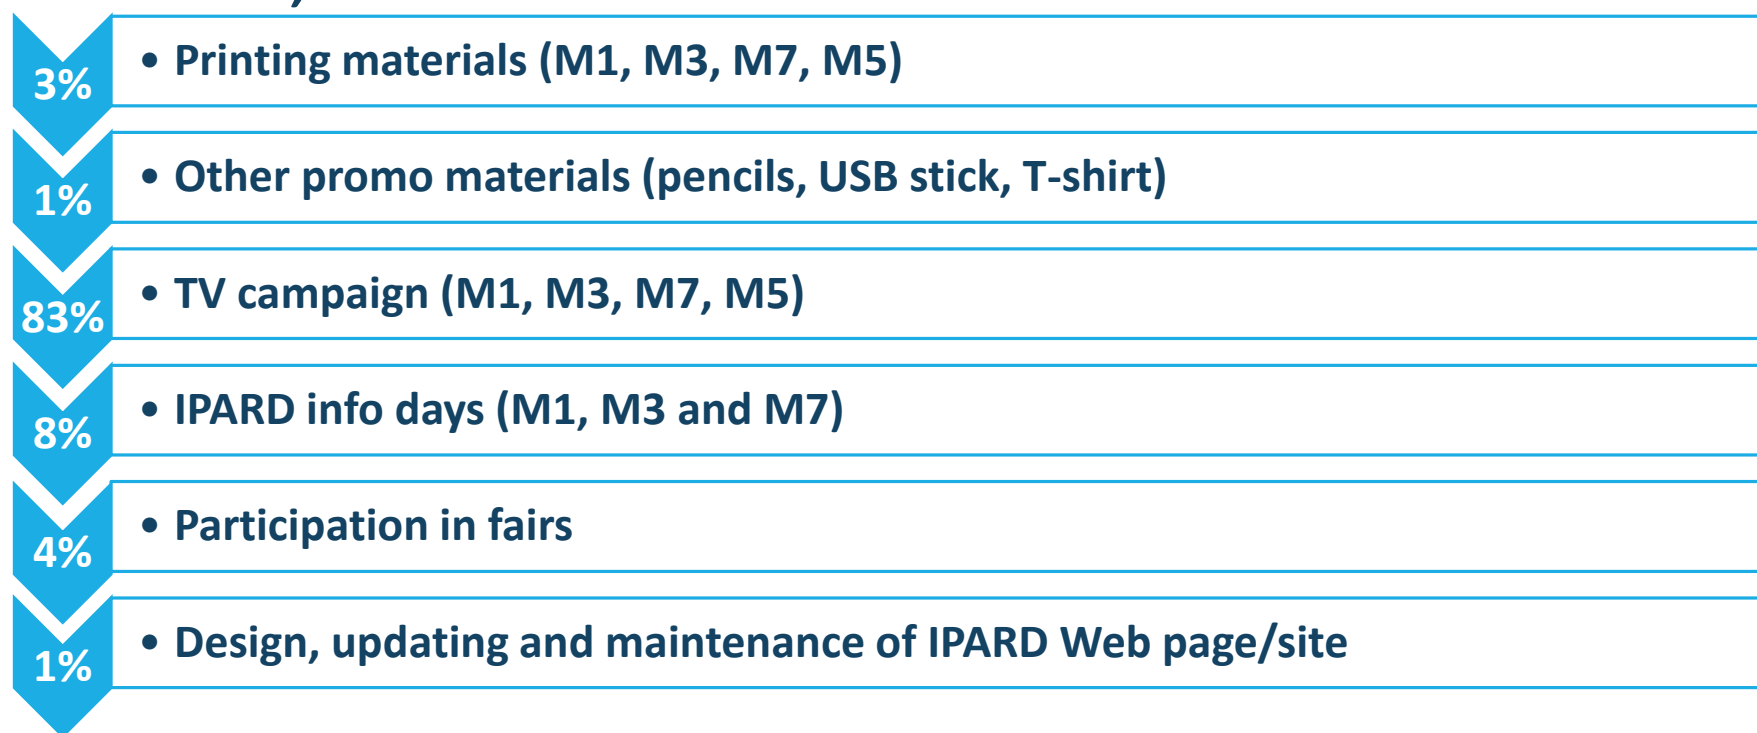 3%
• Printing materials (M1, M3, M7, M5)
1%
• Other promo materials (pencils, USB stick, T-shirt)
83%
• TV campaign (M1, M3, M7, M5)
8%
• IPARD info days (M1, M3 and M7)
4%
• Participation in fairs
1%
• Design, updating and maintenance of IPARD Web page/site